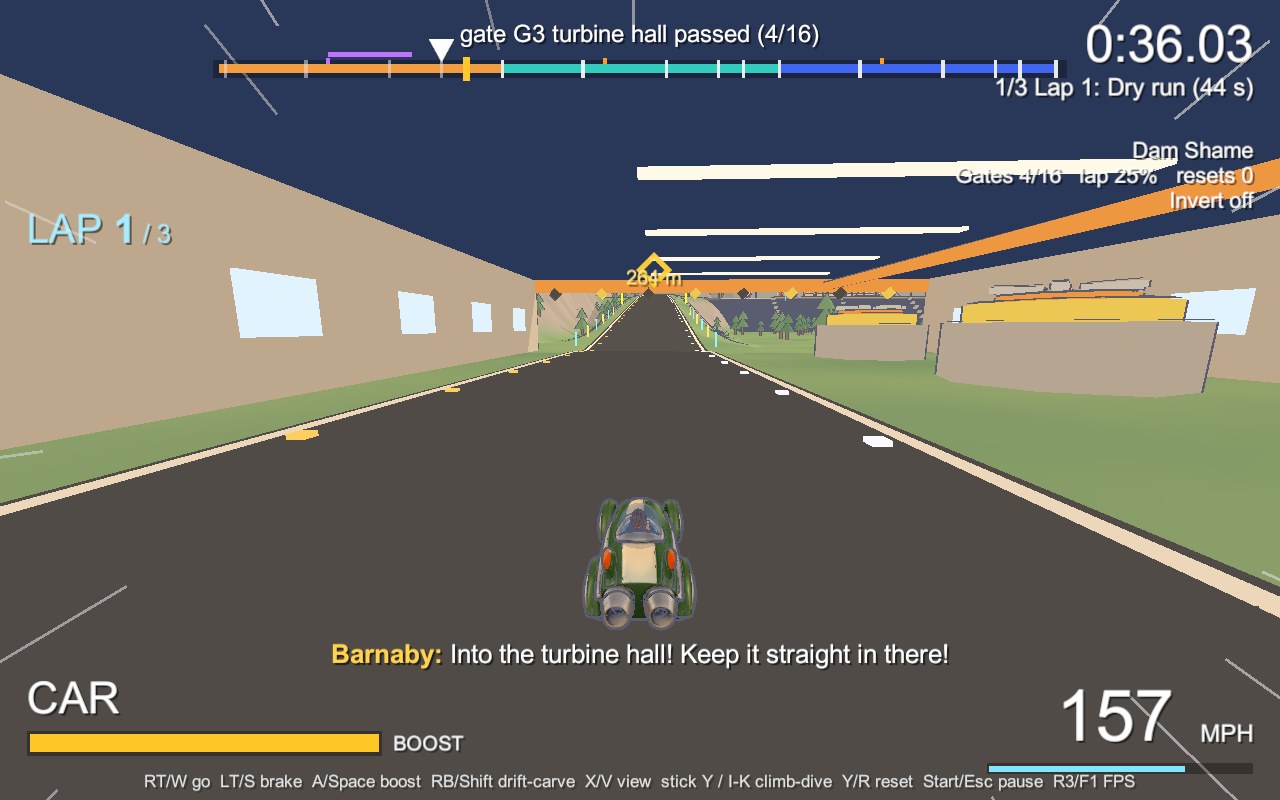 gate G3 turbine hall passed (4/16)
0:36.03
1/3 Lap 1: Dry run (44 s)
Dam Shame
Gates 4/16 lap 25% resets 0
Invert off
LAP 1 / 3
264 m
Barnaby: Into the turbine hall! Keep it straight in there!
CAR
BOOST
157 MPH
RT/W go LT/S brake A/Space boost RB/Shift drift-carve X/V view stick Y / I-K climb-dive Y/R reset Start/Esc pause R3/F1 FPS